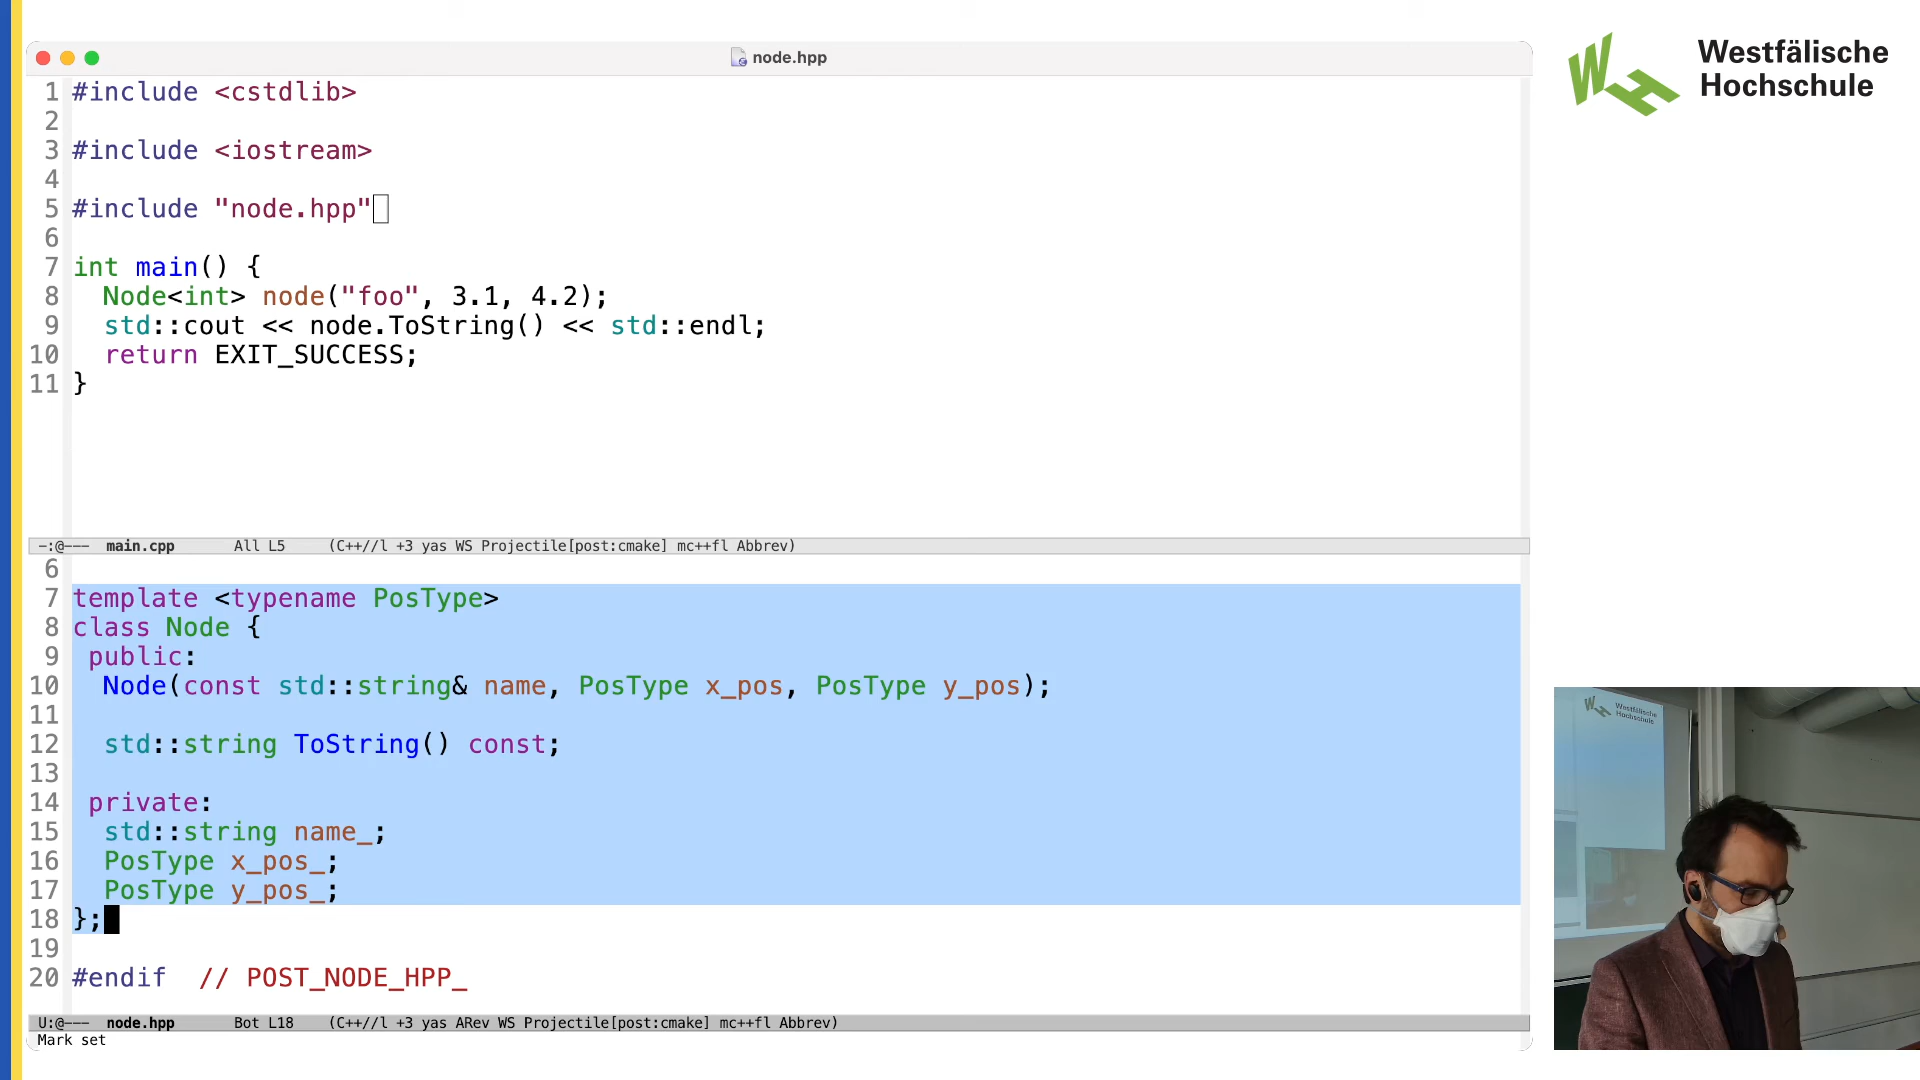 node.hpp
1 #include <cstdlib>
2
3 #include <iostream>
4
5 #include "node.hpp"
6
7 int main() {
8   Node<int> node("foo", 3.1, 4.2);
9   std::cout << node.ToString() << std::endl;
10   return EXIT_SUCCESS;
11 }
-:@---  main.cpp       All L5     (C++//l +3 yas WS Projectile[post:cmake] mc++fl Abbrev)
6
7 template <typename PosType>
8 class Node {
9  public:
10   Node(const std::string& name, PosType x_pos, PosType y_pos);
11
12   std::string ToString() const;
13
14  private:
15   std::string name_;
16   PosType x_pos_;
17   PosType y_pos_;
18 };
19
20 #endif  // POST_NODE_HPP_
U:@---  node.hpp       Bot L18    (C++//l +3 yas ARev WS Projectile[post:cmake] mc++fl Abbrev)
Mark set
WH
Westfälische
Hochschule
Westfälische
Hochschule